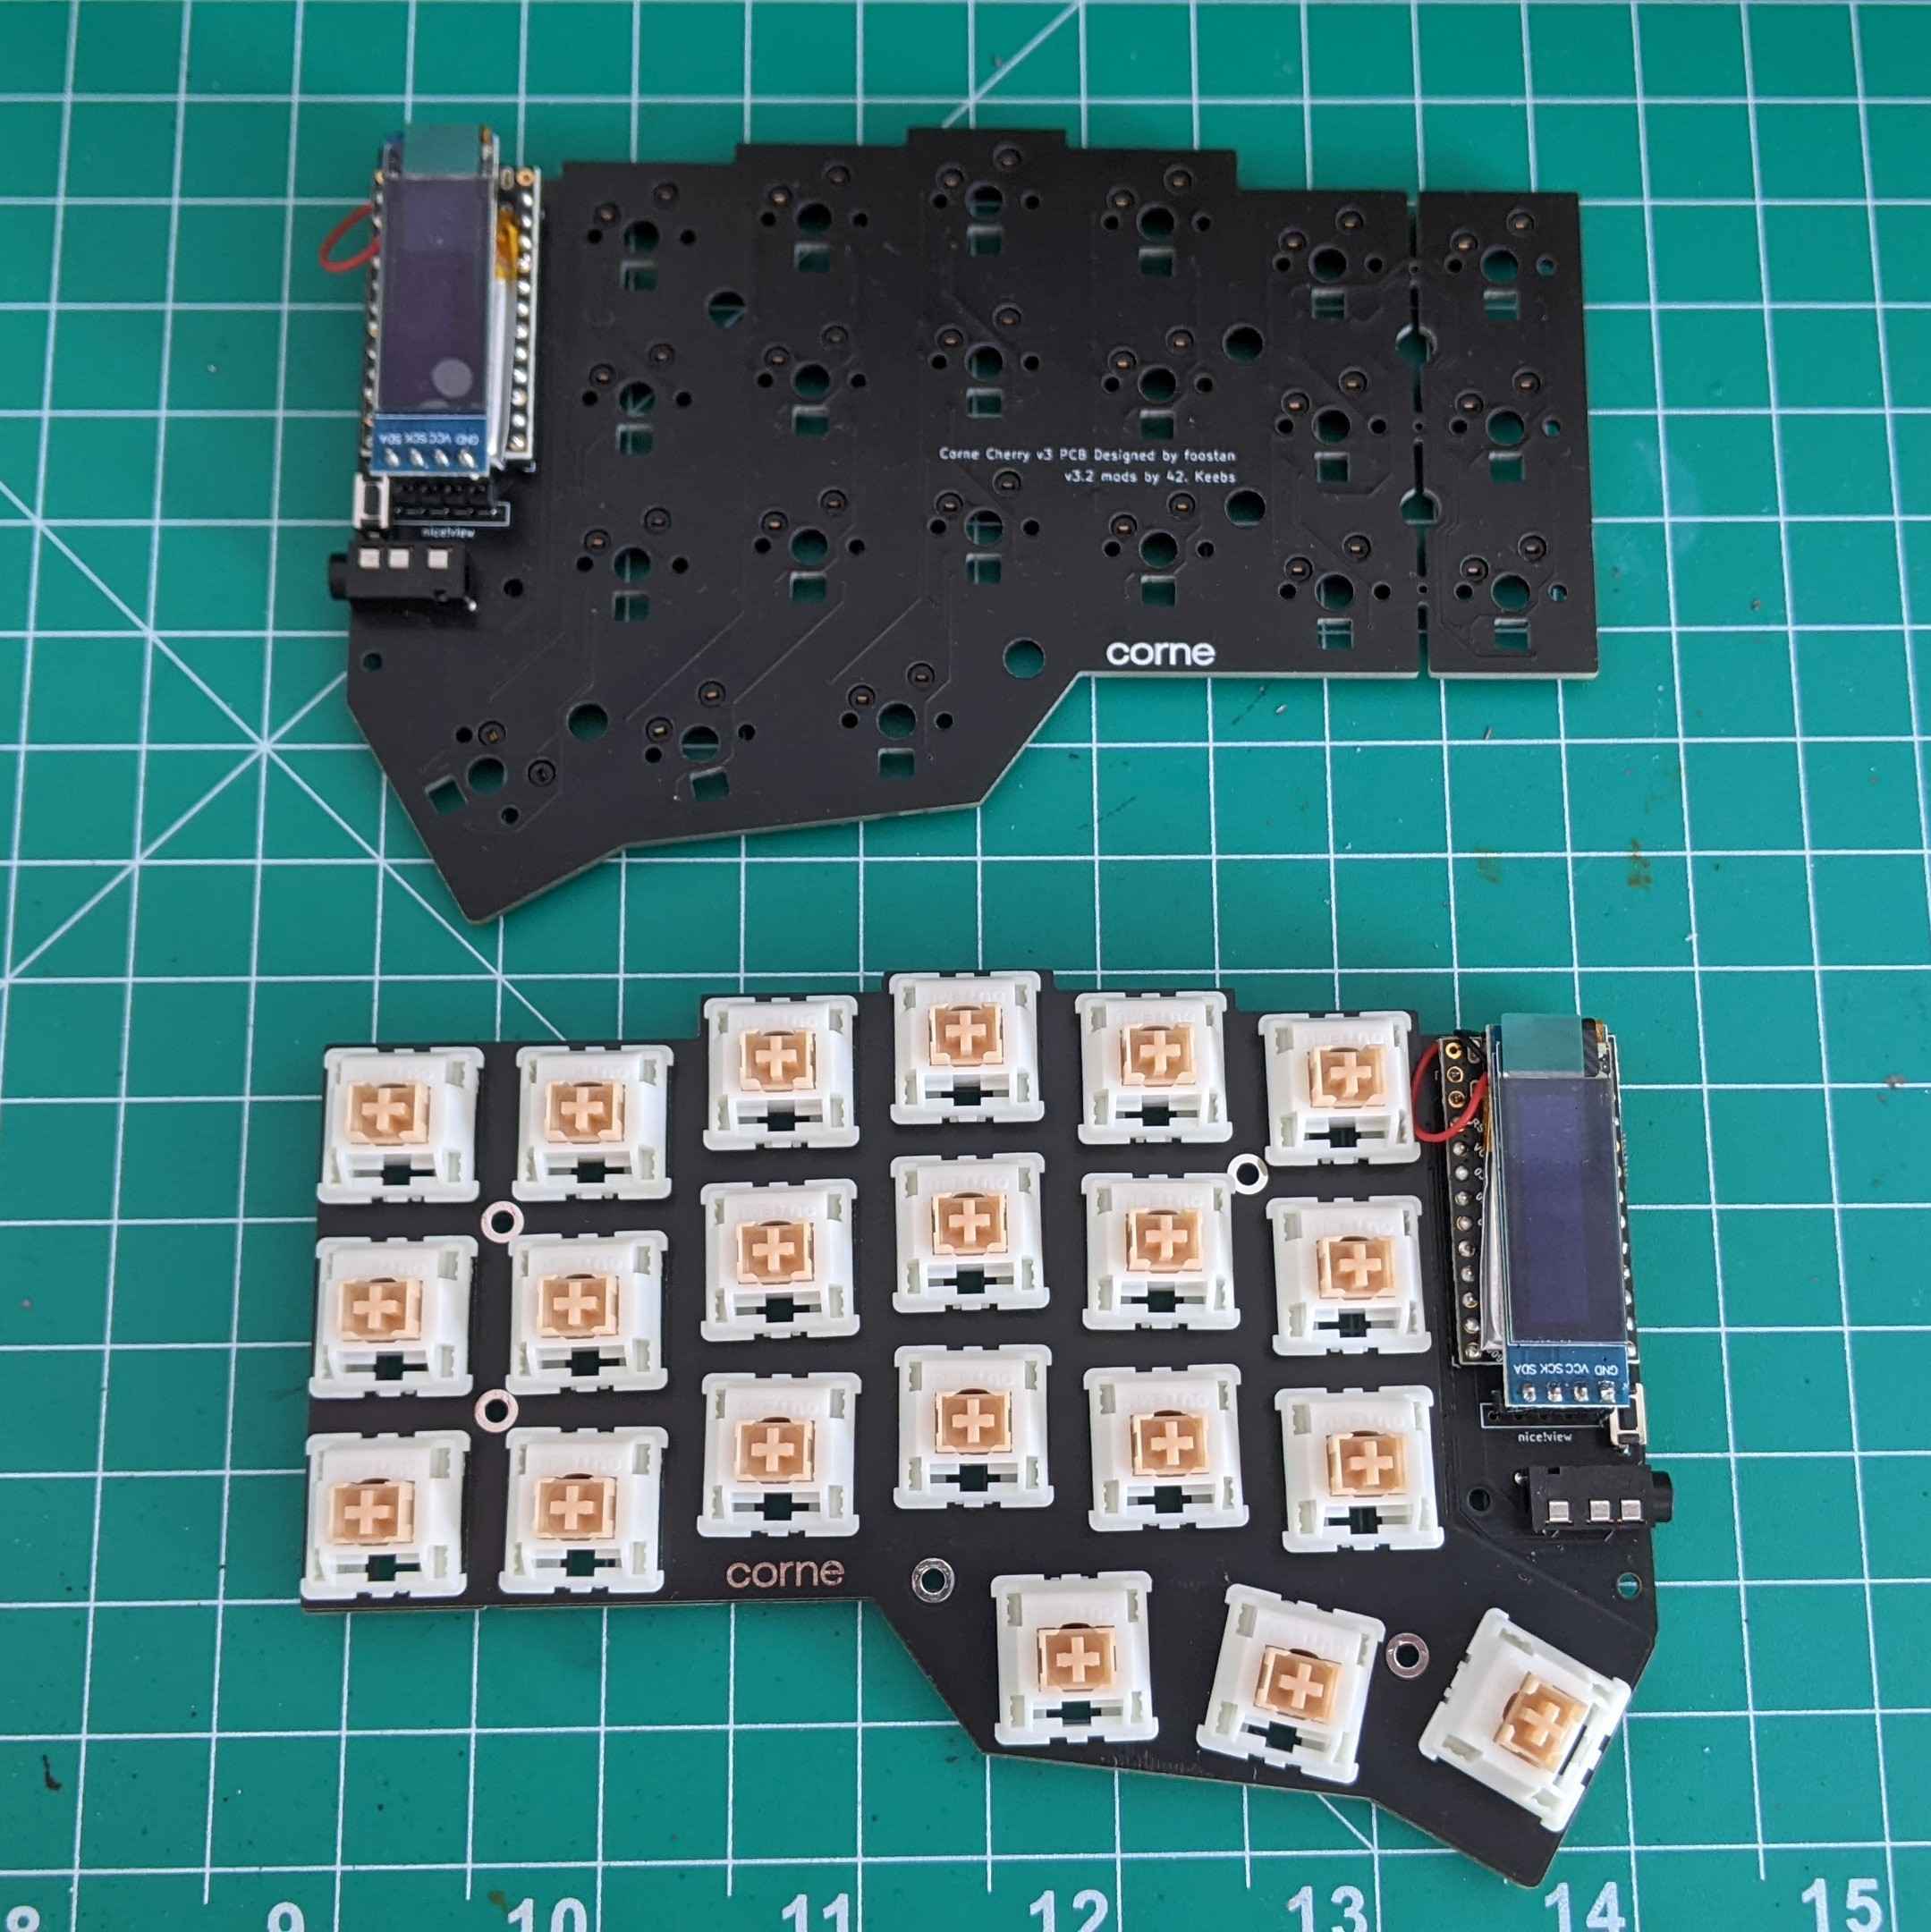 GND VCC SCK SDA
nice!view
Corne Cherry v3 PCB Designed by foostan
v3.2 mods by 42. Keebs
corne
GND VCC SCK SDA
nice!view
corne
8 9 10 11 12 13 14 15